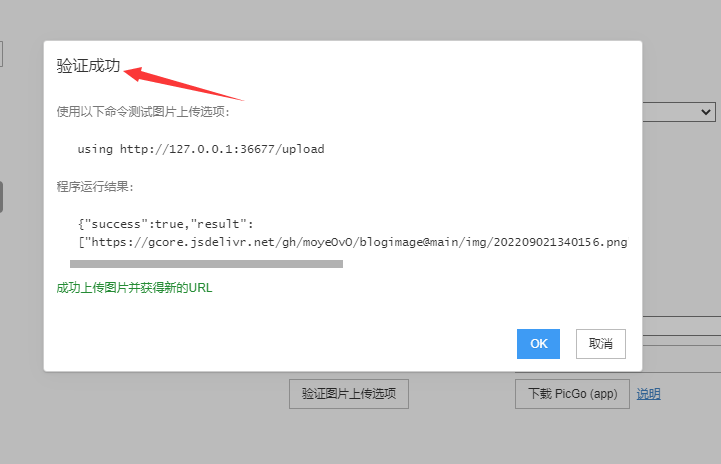 验证成功
使用以下命令测试图片上传选项:
using http://127.0.0.1:36677/upload
程序运行结果:
{"success":true,"result":
["https://gcore.jsdelivr.net/gh/moyeOvO/blogimage@main/img/202209021340156.png
成功上传图片并获得新的URL
OK
取消
验证图片上传选项
下载 PicGo (app)
说明